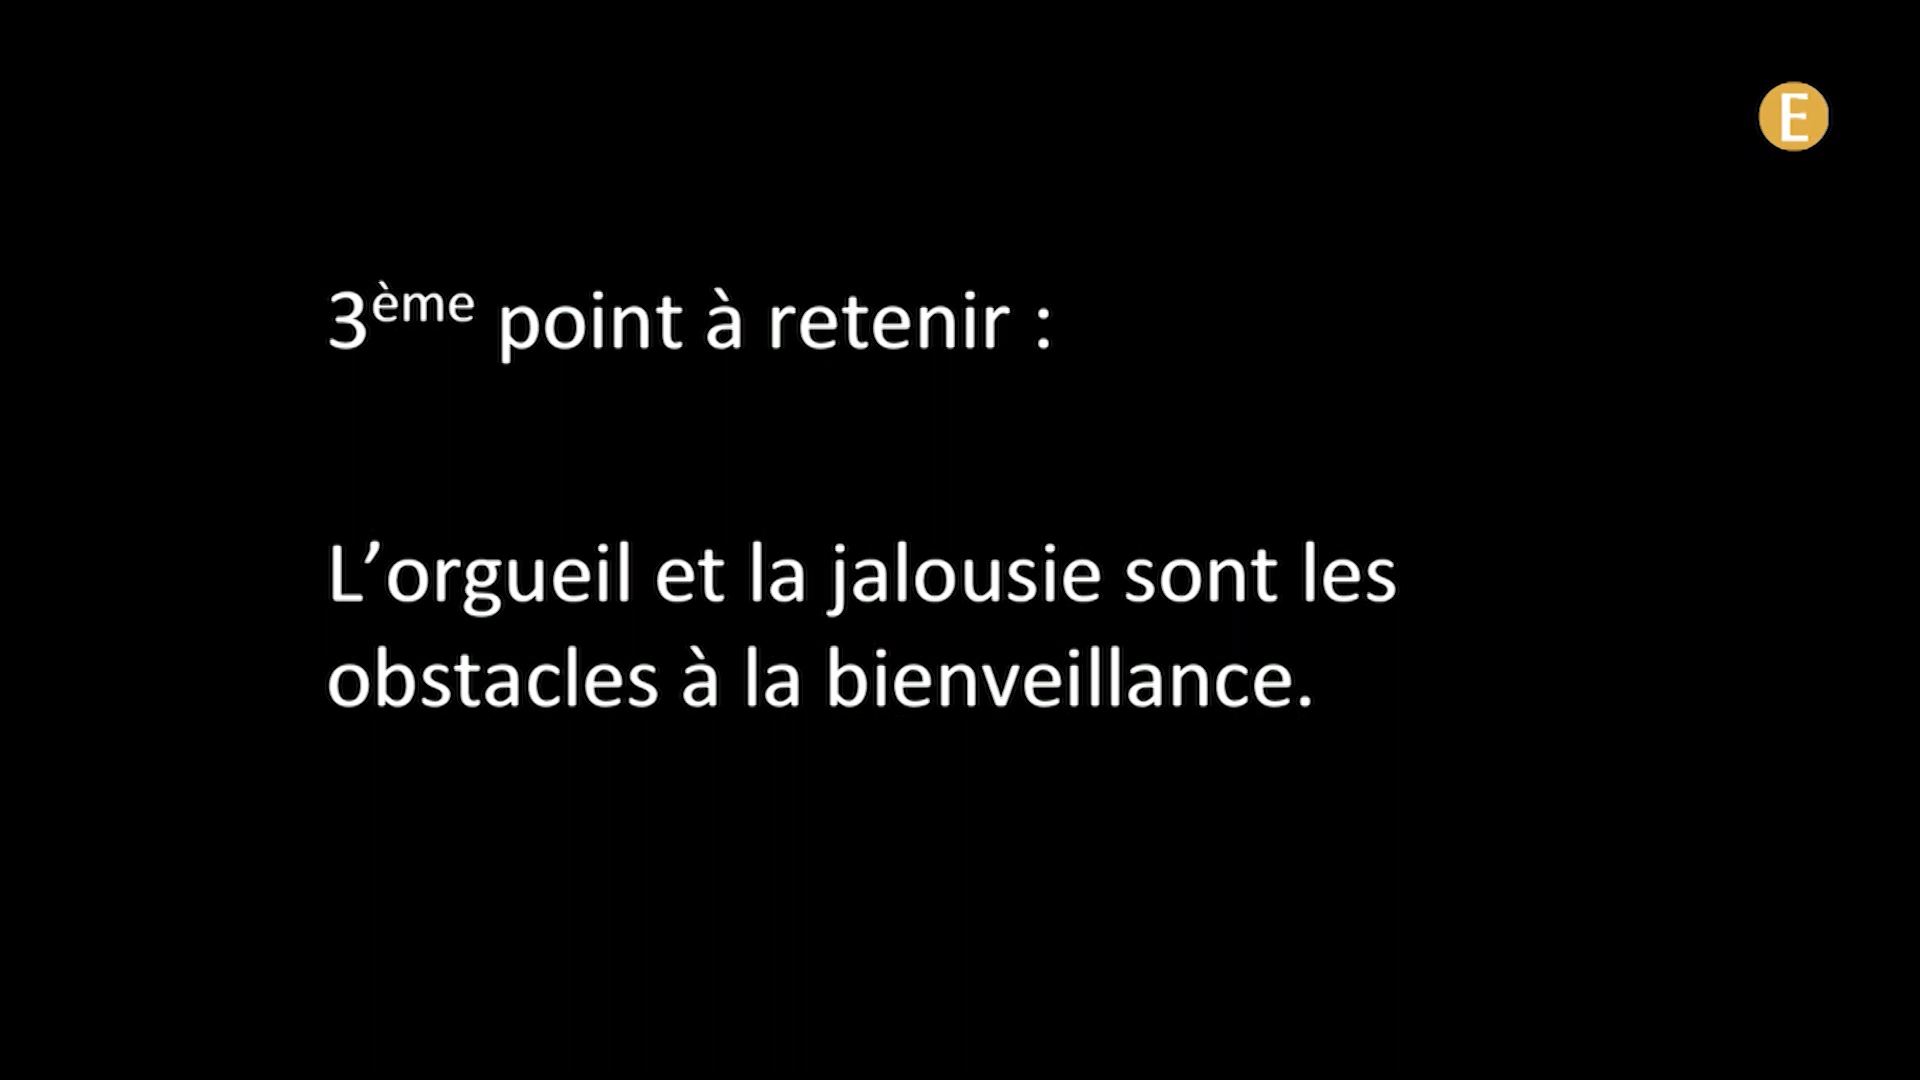 E
3ème point à retenir :
L’orgueil et la jalousie sont les
obstacles à la bienveillance.